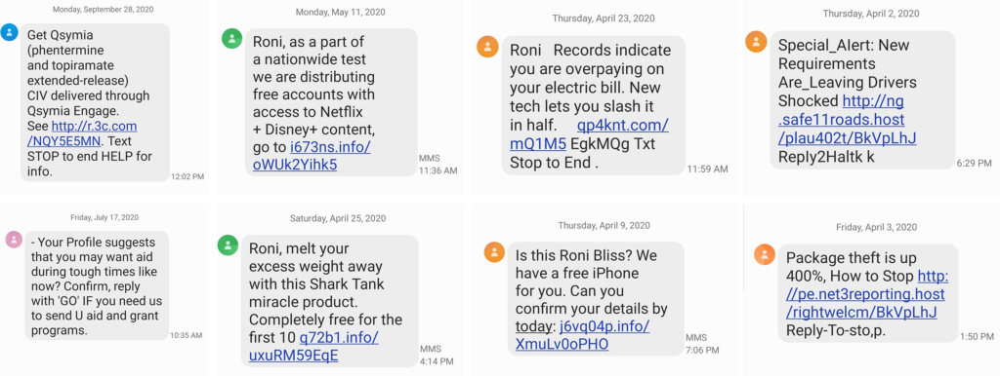 Monday, September 28, 2020
Get Qsymia
(phentermine
and topiramate
extended-release)
CIV delivered through
Qsymia Engage.
See http://r.3c.com
/NQY5E5MN. Text
STOP to end HELP for
info.
12:02 PM
Monday, May 11, 2020
Roni, as a part of
a nationwide test
we are distributing
free accounts with
access to Netflix
+ Disney+ content,
go to i673ns.info/
oWUk2Yihk5
MMS
11:36 AM
Thursday, April 23, 2020
Roni   Records indicate
you are overpaying on
your electric bill. New
tech lets you slash it
in half.    qp4knt.com/
mQ1M5 EgKMQg Txt
Stop to End .
11:59 AM
Thursday, April 2, 2020
Special_Alert: New
Requirements
Are_Leaving Drivers
Shocked http://ng
.safe11roads.host
/plau402t/BkVpLhJ
Reply2Haltk k
6:29 PM
Friday, July 17, 2020
- Your Profile suggests
that you may want aid
during tough times like
now? Confirm, reply
with 'GO' IF you need us
to send U aid and grant
programs.
10:35 AM
Saturday, April 25, 2020
Roni, melt your
excess weight away
with this Shark Tank
miracle product.
Completely free for the
first 10 q72b1.info/
uxuRM59EqE
MMS
4:14 PM
Thursday, April 9, 2020
Is this Roni Bliss? We
have a free iPhone
for you. Can you
confirm your details by
today: j6vq04p.info/
XmuLv0oPHO
MMS
7:06 PM
Friday, April 3, 2020
Package theft is up
400%, How to Stop http:
//pe.net3reporting.host
/rightwelcm/BkVpLhJ
Reply-To-sto,p.
1:50 PM